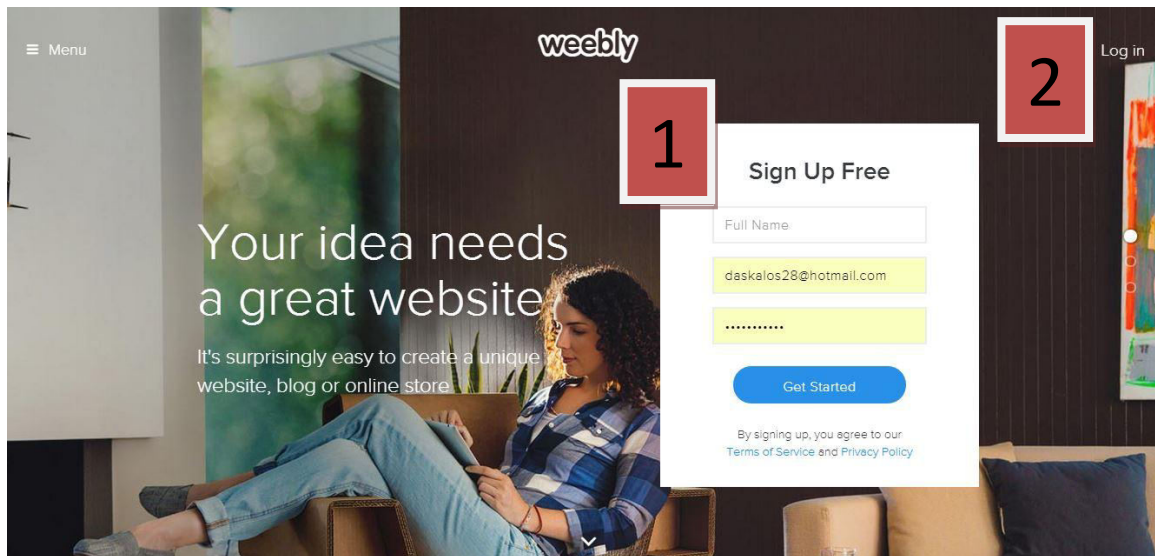 Menu
weebly
Log in
1
2
Sign Up Free
Full Name
Your idea needs
a great website
daskalos28@hotmail.com
•••••••••••
It's surprisingly easy to create a unique
website, blog or online store
Get Started
By signing up, you agree to our
Terms of Service and Privacy Policy